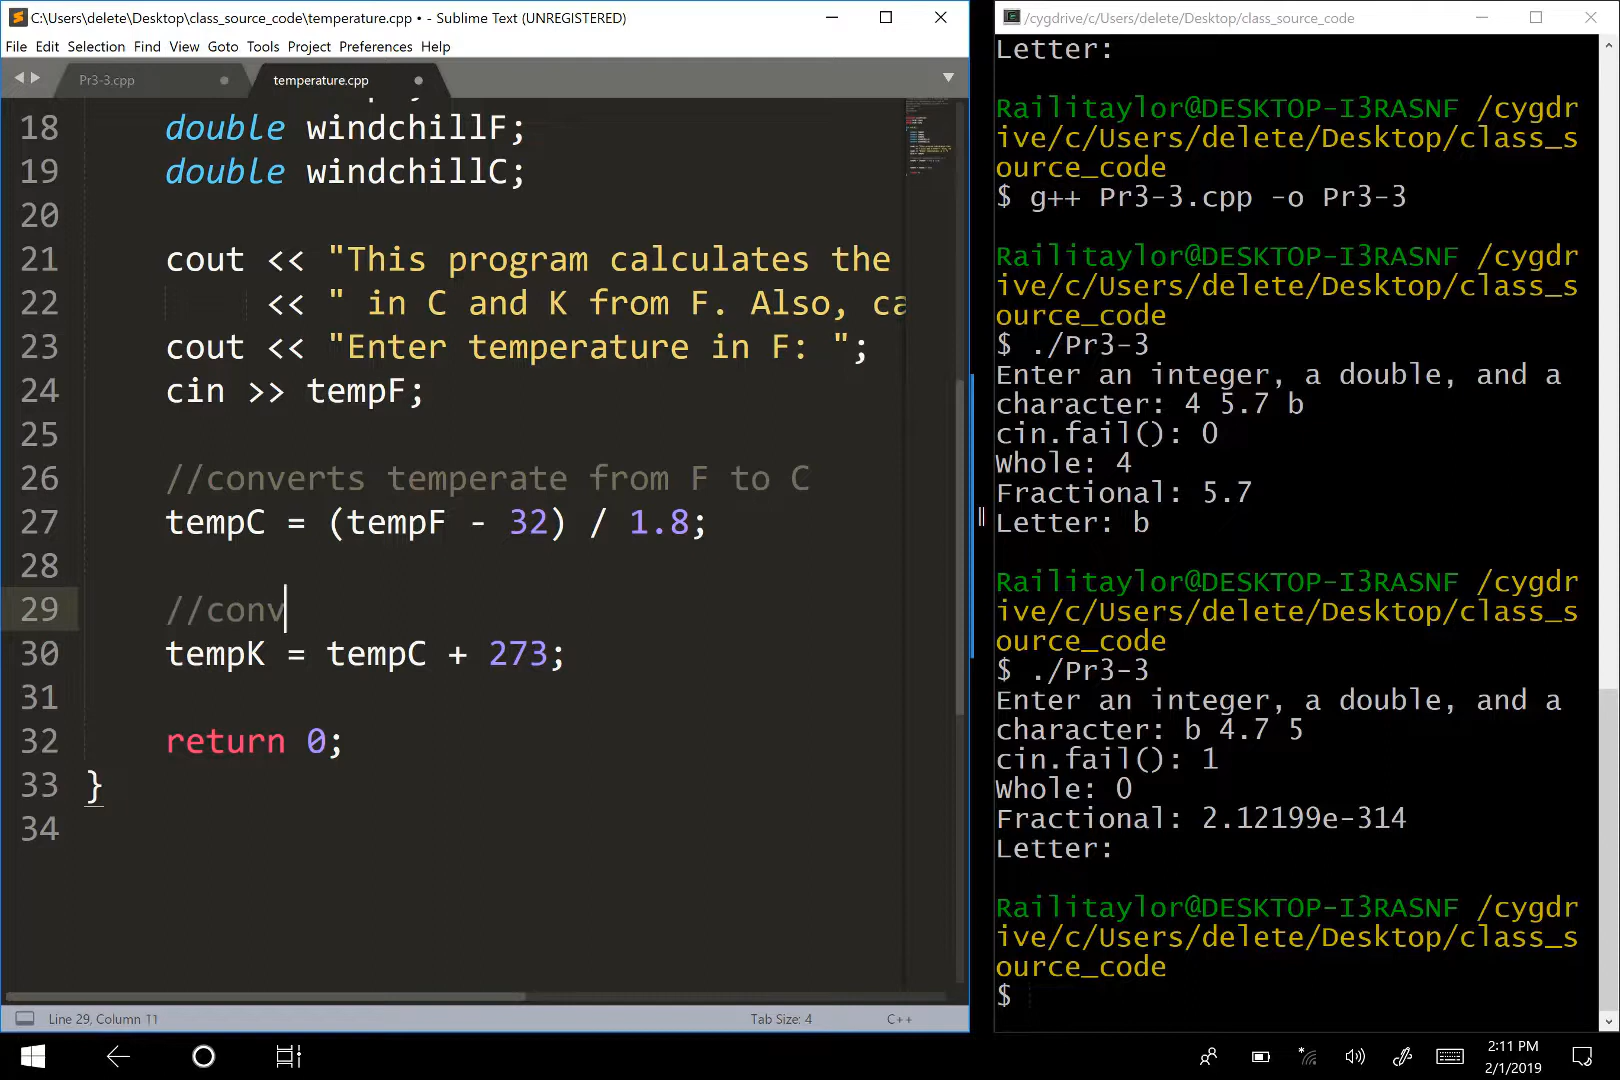 C:\Users\delete\Desktop\class_source_code\temperature.cpp • - Sublime Text (UNREGISTERED)
File Edit Selection Find View Goto Tools Project Preferences Help
Pr3-3.cpp
temperature.cpp
18 double windchillF;
19 double windchillC;
20
21 cout << "This program calculates the
22 << " in C and K from F. Also, ca
23 cout << "Enter temperature in F: ";
24 cin >> tempF;
25
26 //converts temperate from F to C
27 tempC = (tempF - 32) / 1.8;
28
29 //conv
30 tempK = tempC + 273;
31
32 return 0;
33 }
34
Line 29, Column 11
Tab Size: 4
C++
/cygdrive/c/Users/delete/Desktop/class_source_code
Letter:
Railitaylor@DESKTOP-I3RASNF /cygdr
ive/c/Users/delete/Desktop/class_s
ource_code
$ g++ Pr3-3.cpp -o Pr3-3
Railitaylor@DESKTOP-I3RASNF /cygdr
ive/c/Users/delete/Desktop/class_s
ource_code
$ ./Pr3-3
Enter an integer, a double, and a
character: 4 5.7 b
cin.fail(): 0
Whole: 4
Fractional: 5.7
Letter: b
Railitaylor@DESKTOP-I3RASNF /cygdr
ive/c/Users/delete/Desktop/class_s
ource_code
$ ./Pr3-3
Enter an integer, a double, and a
character: b 4.7 5
cin.fail(): 1
Whole: 0
Fractional: 2.12199e-314
Letter:
Railitaylor@DESKTOP-I3RASNF /cygdr
ive/c/Users/delete/Desktop/class_s
ource_code
$
2:11 PM
2/1/2019